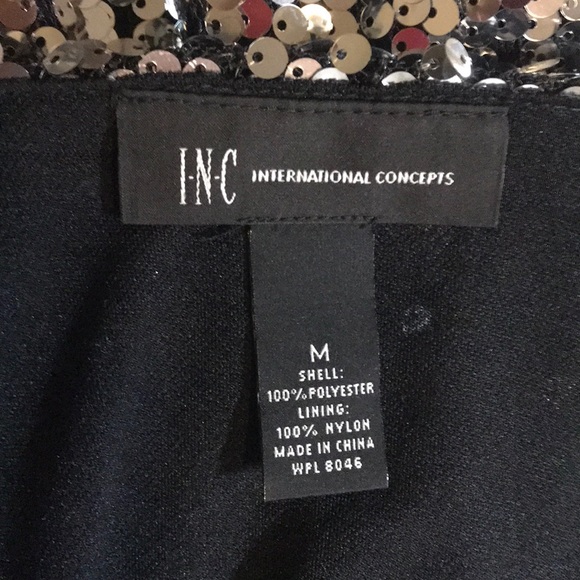 I-N-C INTERNATIONAL CONCEPTS
M
SHELL:
100% POLYESTER
LINING:
100% NYLON
MADE IN CHINA
WPL 8046